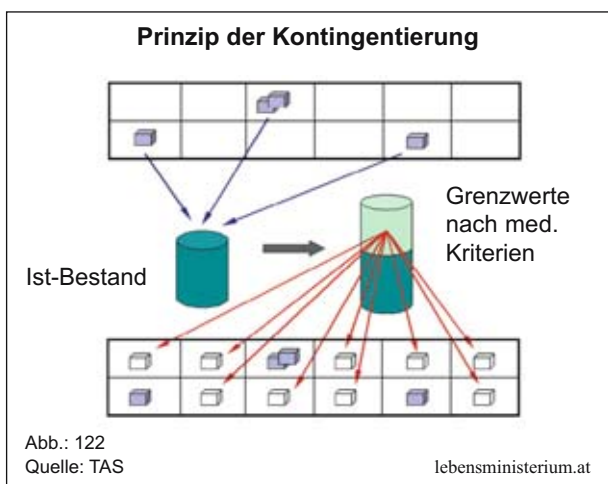 Prinzip der Kontingentierung
Grenzwerte
nach med.
Kriterien
Ist-Bestand
Abb.: 122
Quelle: TAS
lebensministerium.at